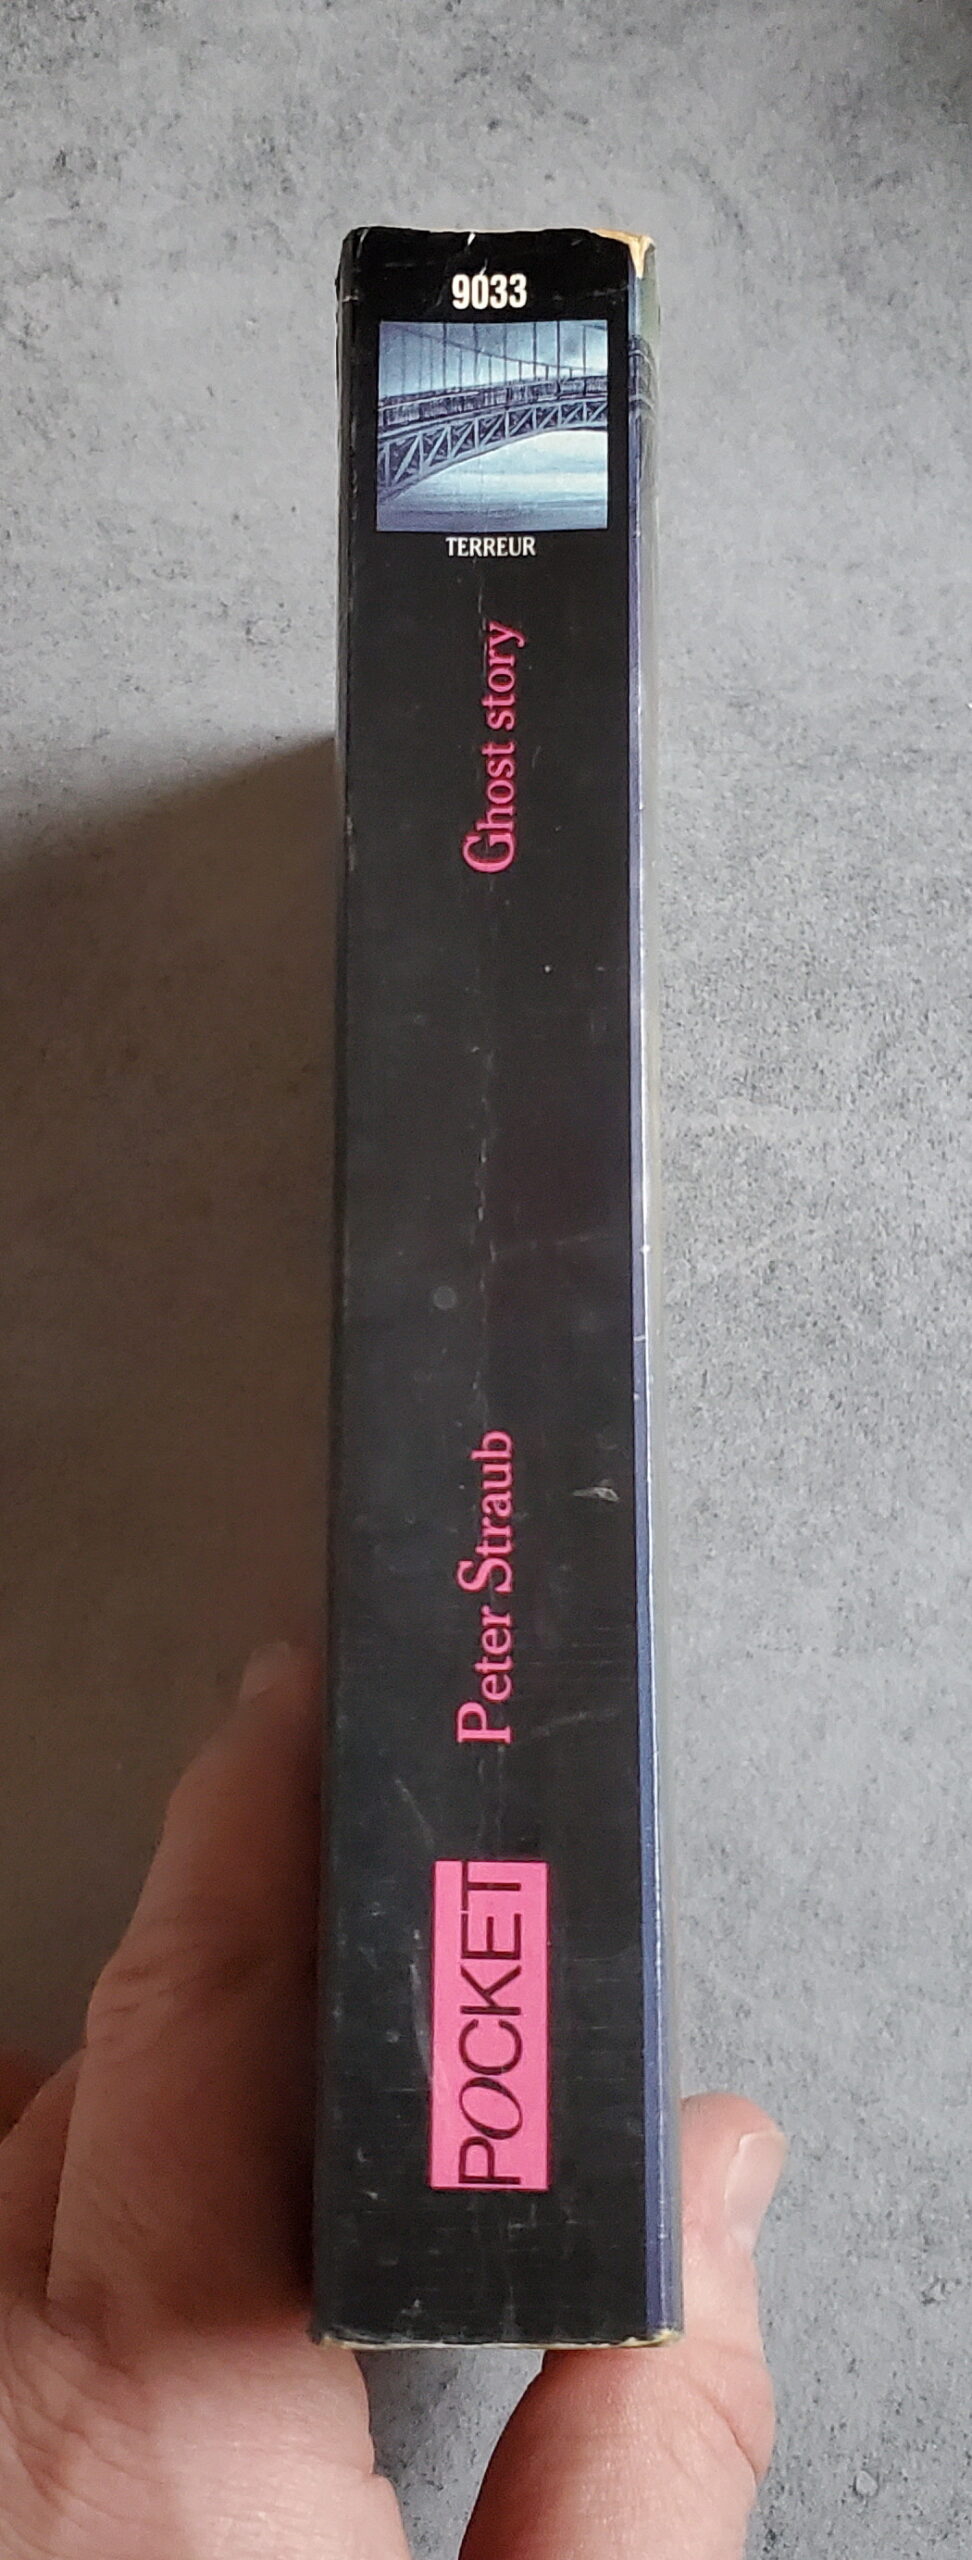 9033
TERREUR
Ghost story
Peter Straub
POCKET